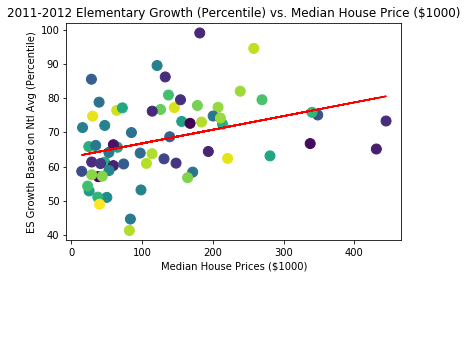 2011-2012 Elementary Growth (Percentile) vs. Median House Price ($1000)
ES Growth Based on Ntl Avg (Percentile)
100
90
80
70
60
50
40
0 100 200 300 400
Median House Prices ($1000)